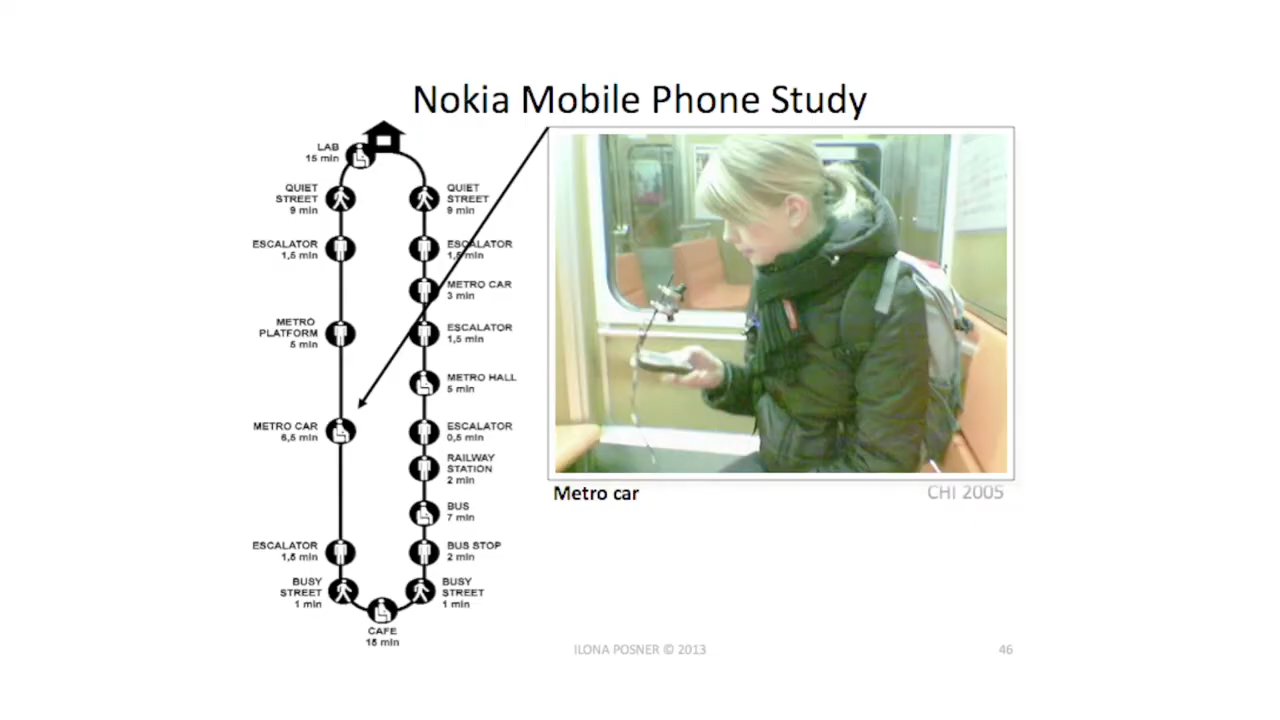 Nokia Mobile Phone Study
LAB
15 min
QUIET
STREET
9 min
ESCALATOR
1,5 min
METRO
PLATFORM
5 min
METRO CAR
6,5 min
ESCALATOR
1,5 min
BUSY
STREET
1 min
CAFE
15 min
QUIET
STREET
9 min
ESCALATOR
1,5 min
METRO CAR
3 min
ESCALATOR
1,5 min
METRO HALL
5 min
ESCALATOR
0,5 min
RAILWAY
STATION
2 min
BUS
7 min
BUS STOP
2 min
BUSY
STREET
1 min
Metro car
CHI 2005
ILONA POSNER © 2013
46